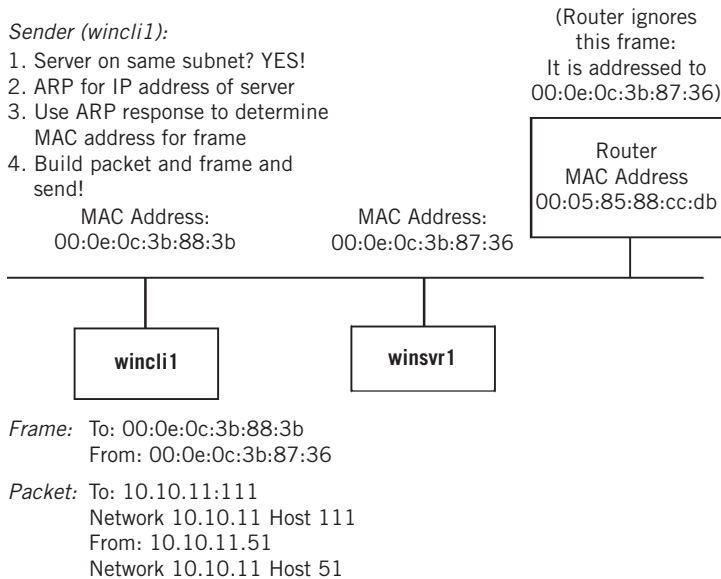 Sender (wincli1):
1. Server on same subnet? YES!
2. ARP for IP address of server
3. Use ARP response to determine
MAC address for frame
4. Build packet and frame and
send!
(Router ignores
this frame:
It is addressed to
00:0e:0c:3b:87:36)
Router
MAC Address
00:05:85:88:cc:db
MAC Address:
00:0e:0c:3b:88:3b
MAC Address:
00:0e:0c:3b:87:36
wincli1
winsvr1
Frame: To: 00:0e:0c:3b:88:3b
From: 00:0e:0c:3b:87:36
Packet: To: 10.10.11:111
Network 10.10.11 Host 111
From: 10.10.11.51
Network 10.10.11 Host 51